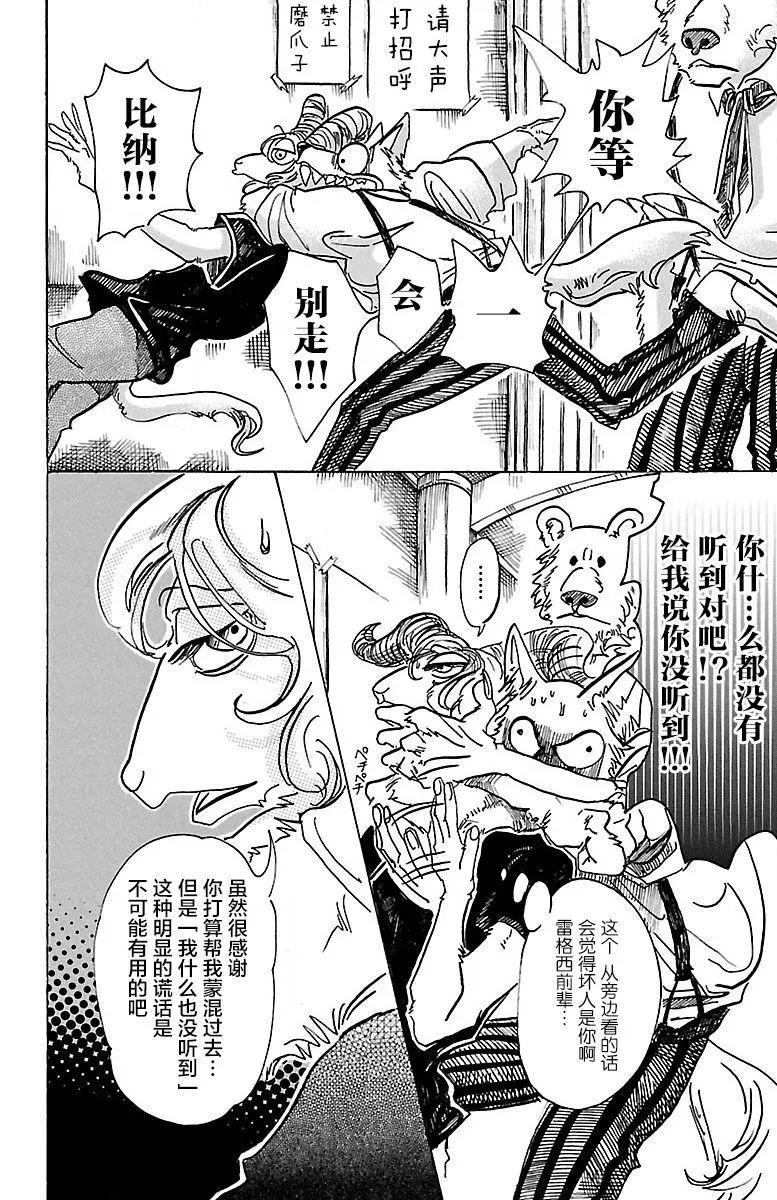 请大声
打招呼
禁止
磨爪子
你等
一
会
别走!!!
比纳
!!!
你什…么都没有
听到对吧!?
给我说你没听到!!!
……
ペチペチ
这个 从旁边看的话
会觉得坏人是你啊
雷格西前辈…
虽然很感谢
你打算帮我蒙混过去…
但是「我什么也没听到」
这种明显的谎话是
不可能有用的吧